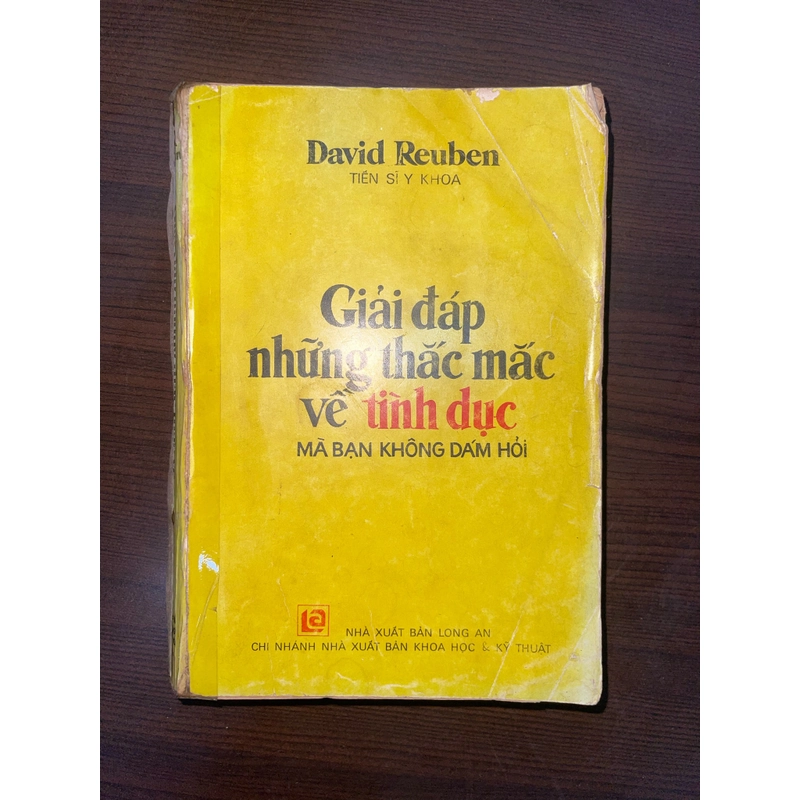 David Reuben
TIẾN SĨ Y KHOA
Giải đáp
những thắc mắc
về tình dục
MÀ BẠN KHÔNG DÁM HỎI
NHÀ XUẤT BẢN LONG AN
CHI NHÁNH NHÀ XUẤT BẢN KHOA HỌC & KỸ THUẬT